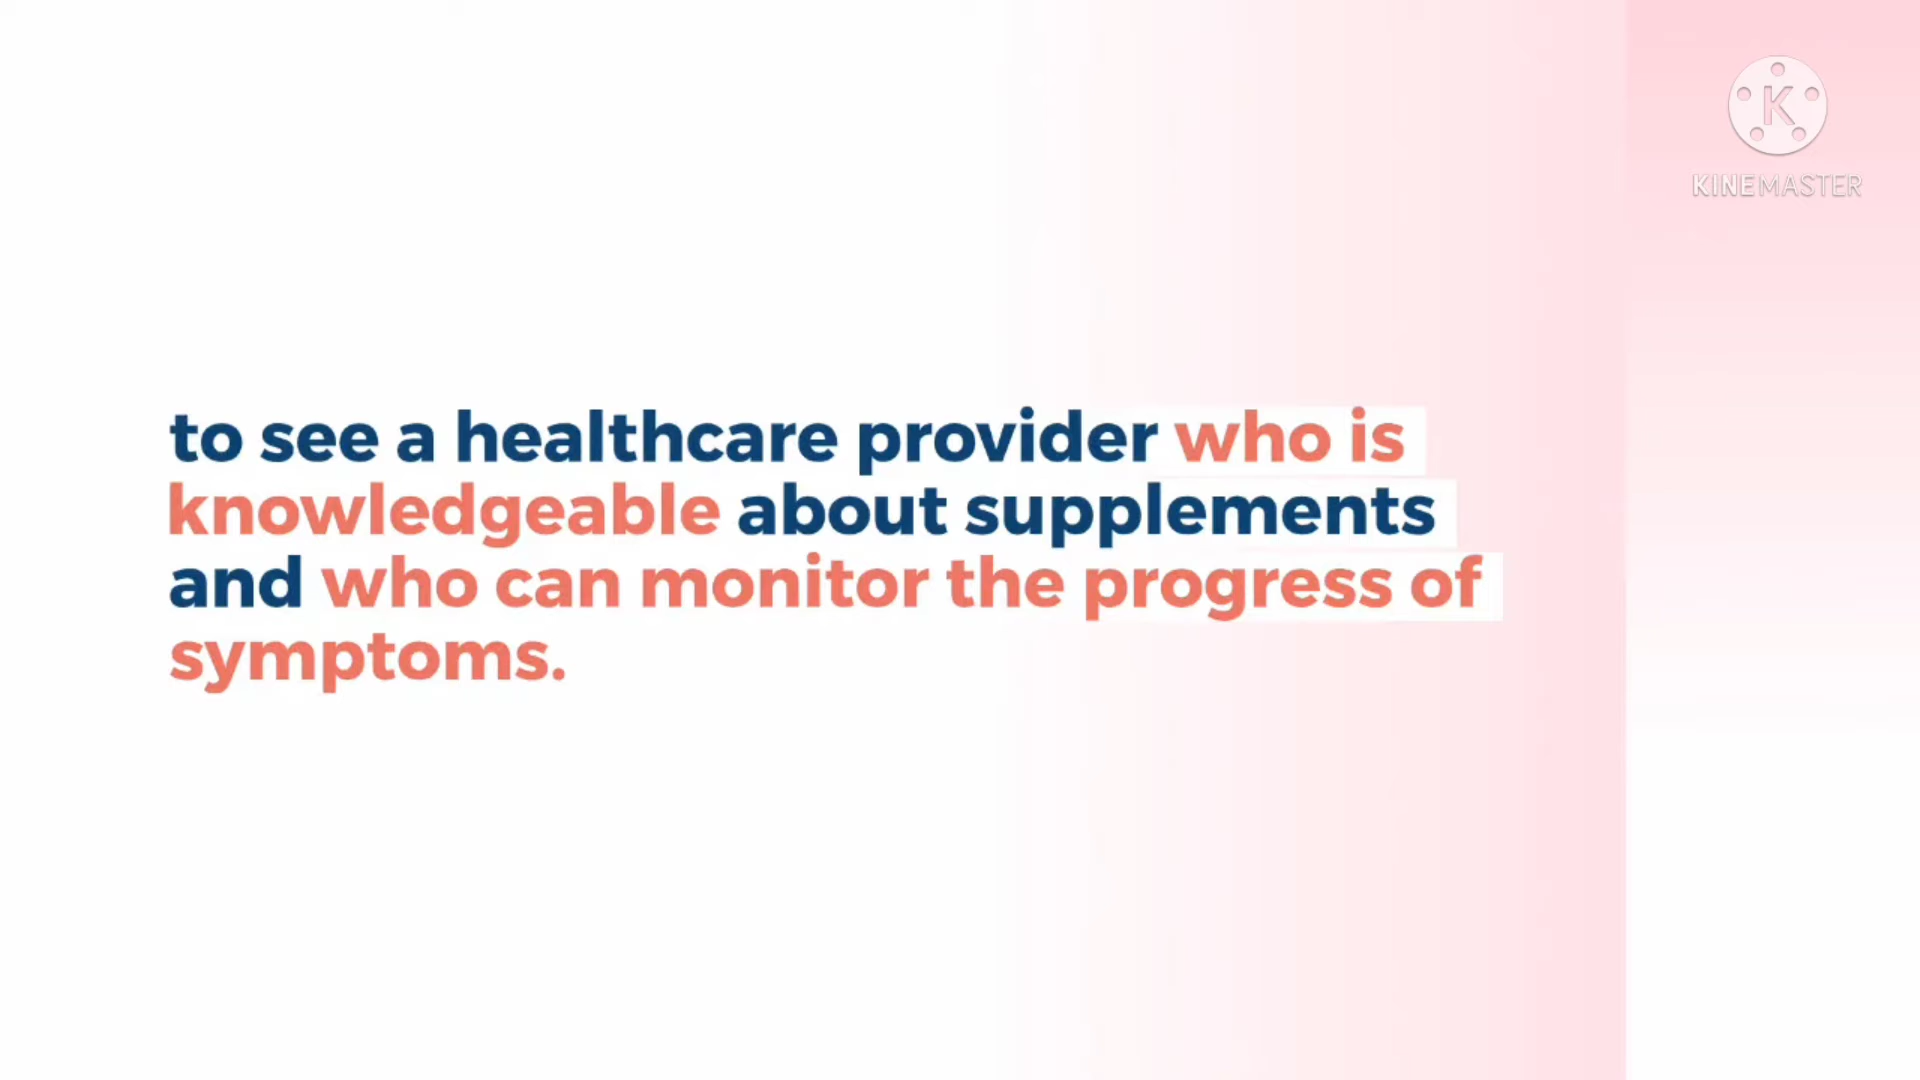 K
KINEMASTER
to see a healthcare provider who is
knowledgeable about supplements
and who can monitor the progress of
symptoms.